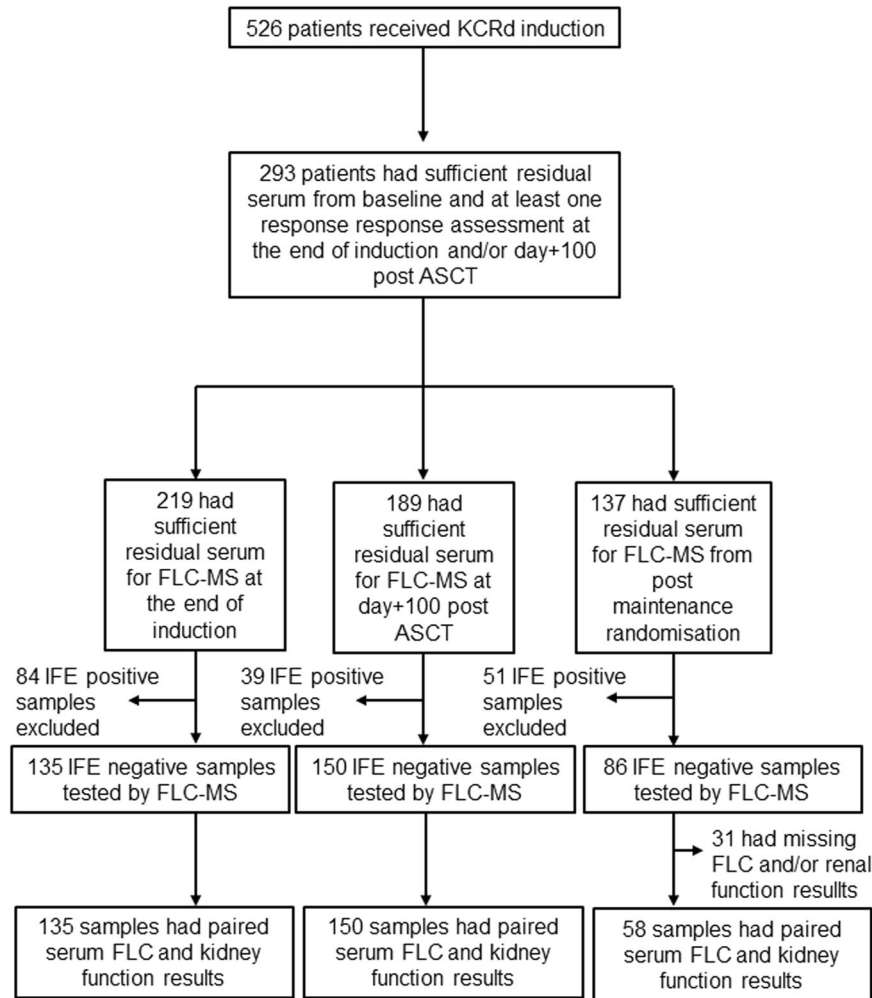 526 patients received KCRd induction
293 patients had sufficient residual
serum from baseline and at least one
response response assessment at
the end of induction and/or day+100
post ASCT
219 had
sufficient
residual serum
for FLC-MS at
the end of
induction
189 had
sufficient
residual serum
for FLC-MS at
day+100 post
ASCT
137 had sufficient
residual serum
for FLC-MS from
post
maintenance
randomisation
84 IFE positive
samples
excluded
39 IFE positive
samples
excluded
51 IFE positive
samples
excluded
135 IFE negative samples
tested by FLC-MS
150 IFE negative samples
tested by FLC-MS
86 IFE negative samples
tested by FLC-MS
31 had missing
FLC and/or renal
function resullts
135 samples had paired
serum FLC and kidney
function results
150 samples had paired
serum FLC and kidney
function results
58 samples had paired
serum FLC and kidney
function results